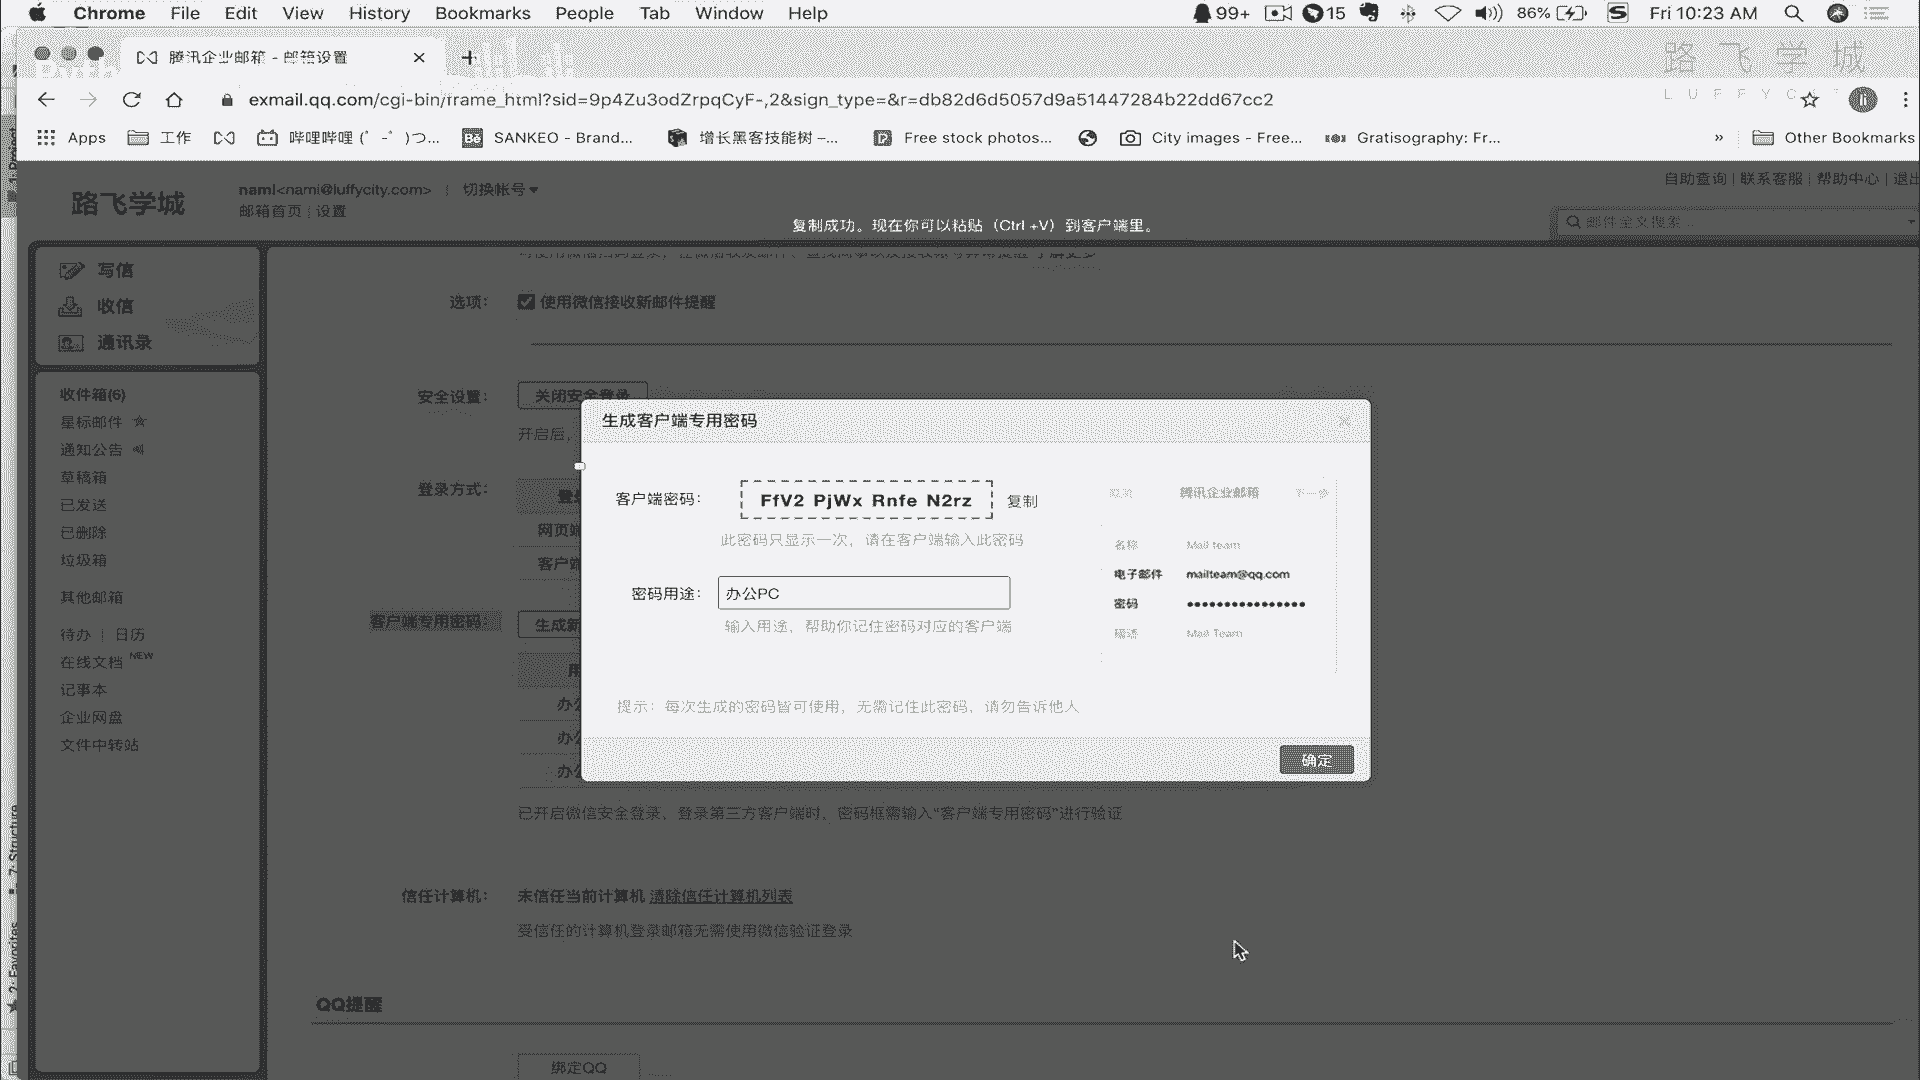 Chrome File Edit View History Bookmarks People Tab Window Help 99+ 15 86% Fri 10:23 AM
腾讯企业邮箱 - 邮箱设置
路飞学城
exmail.qq.com/cgi-bin/frame_html?sid=9p4Zu3odZrpqCyF-,2&sign_type=&r=db82d6d5057d9a51447284b22dd67cc2
LUFFYC
Apps 工作 哔哩哔哩 (゜-゜)つ... SANKEO - Brand... 增长黑客技能树 –... Free stock photos... City images - Free... Gratisography: Fr... » Other Bookmarks
路飞学城
nami<nami@luffycity.com> | 切换帐号
邮箱首页 | 设置
自助查询 | 联系客服 | 帮助中心 | 退出
复制成功。现在你可以粘贴（Ctrl +V）到客户端里。
邮件全文搜索...
写信
收信
通讯录
收件箱(6)
星标邮件
通知公告
草稿箱
已发送
已删除
垃圾箱
其他邮箱
待办 | 日历
在线文档 NEW
记事本
企业网盘
文件中转站
选项： 使用微信接收新邮件提醒
安全设置： 关闭安全登录
开启后，
登录方式：
网页端
客户端
客户端专用密码： 生成新
办公
办公
办公
生成客户端专用密码
客户端密码： FfV2 PjWx Rnfe N2rz 复制
此密码只显示一次，请在客户端输入此密码
密码用途： 办公PC
输入用途，帮助你记住密码对应的客户端
取消 腾讯企业邮箱 下一步
名称 Mail team
电子邮件 mailteam@qq.com
密码 ••••••••••••••••
描述 Mail Team
提示：每次生成的密码皆可使用，无需记住此密码，请勿告诉他人
确定
已开启微信安全登录，登录第三方客户端时，密码框需输入“客户端专用密码”进行验证
信任计算机： 未信任当前计算机 清除信任计算机列表
受信任的计算机登录邮箱无需使用微信验证登录
QQ提醒
绑定QQ
7: Structure
2: Favorites